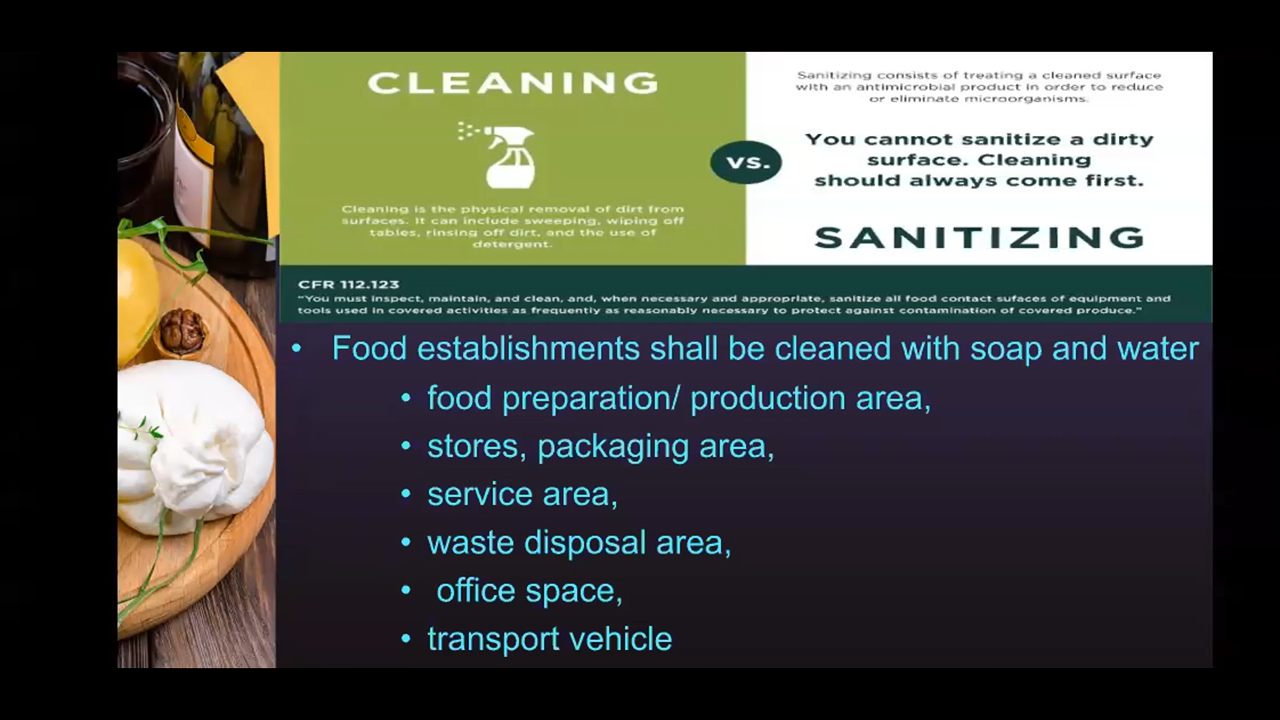 CLEANING
Cleaning is the physical removal of dirt from
surfaces. It can include sweeping, wiping off
tables, rinsing off dirt, and the use of
detergent.
vs.
Sanitizing consists of treating a cleaned surface
with an antimicrobial product in order to reduce
or eliminate microorganisms.
You cannot sanitize a dirty
surface. Cleaning
should always come first.
SANITIZING
CFR 112.123
"You must inspect, maintain, and clean, and, when necessary and appropriate, sanitize all food contact sufaces of equipment and
tools used in covered activities as frequently as reasonably necessary to protect against contamination of covered produce."
• Food establishments shall be cleaned with soap and water
• food preparation/ production area,
• stores, packaging area,
• service area,
• waste disposal area,
• office space,
• transport vehicle